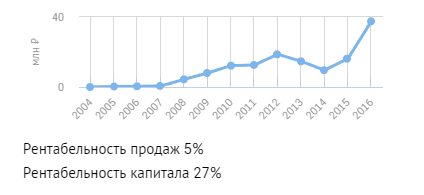 40
млн ₽
0
2004 2005 2006 2007 2008 2009 2010 2011 2012 2013 2014 2015 2016
Рентабельность продаж 5%
Рентабельность капитала 27%